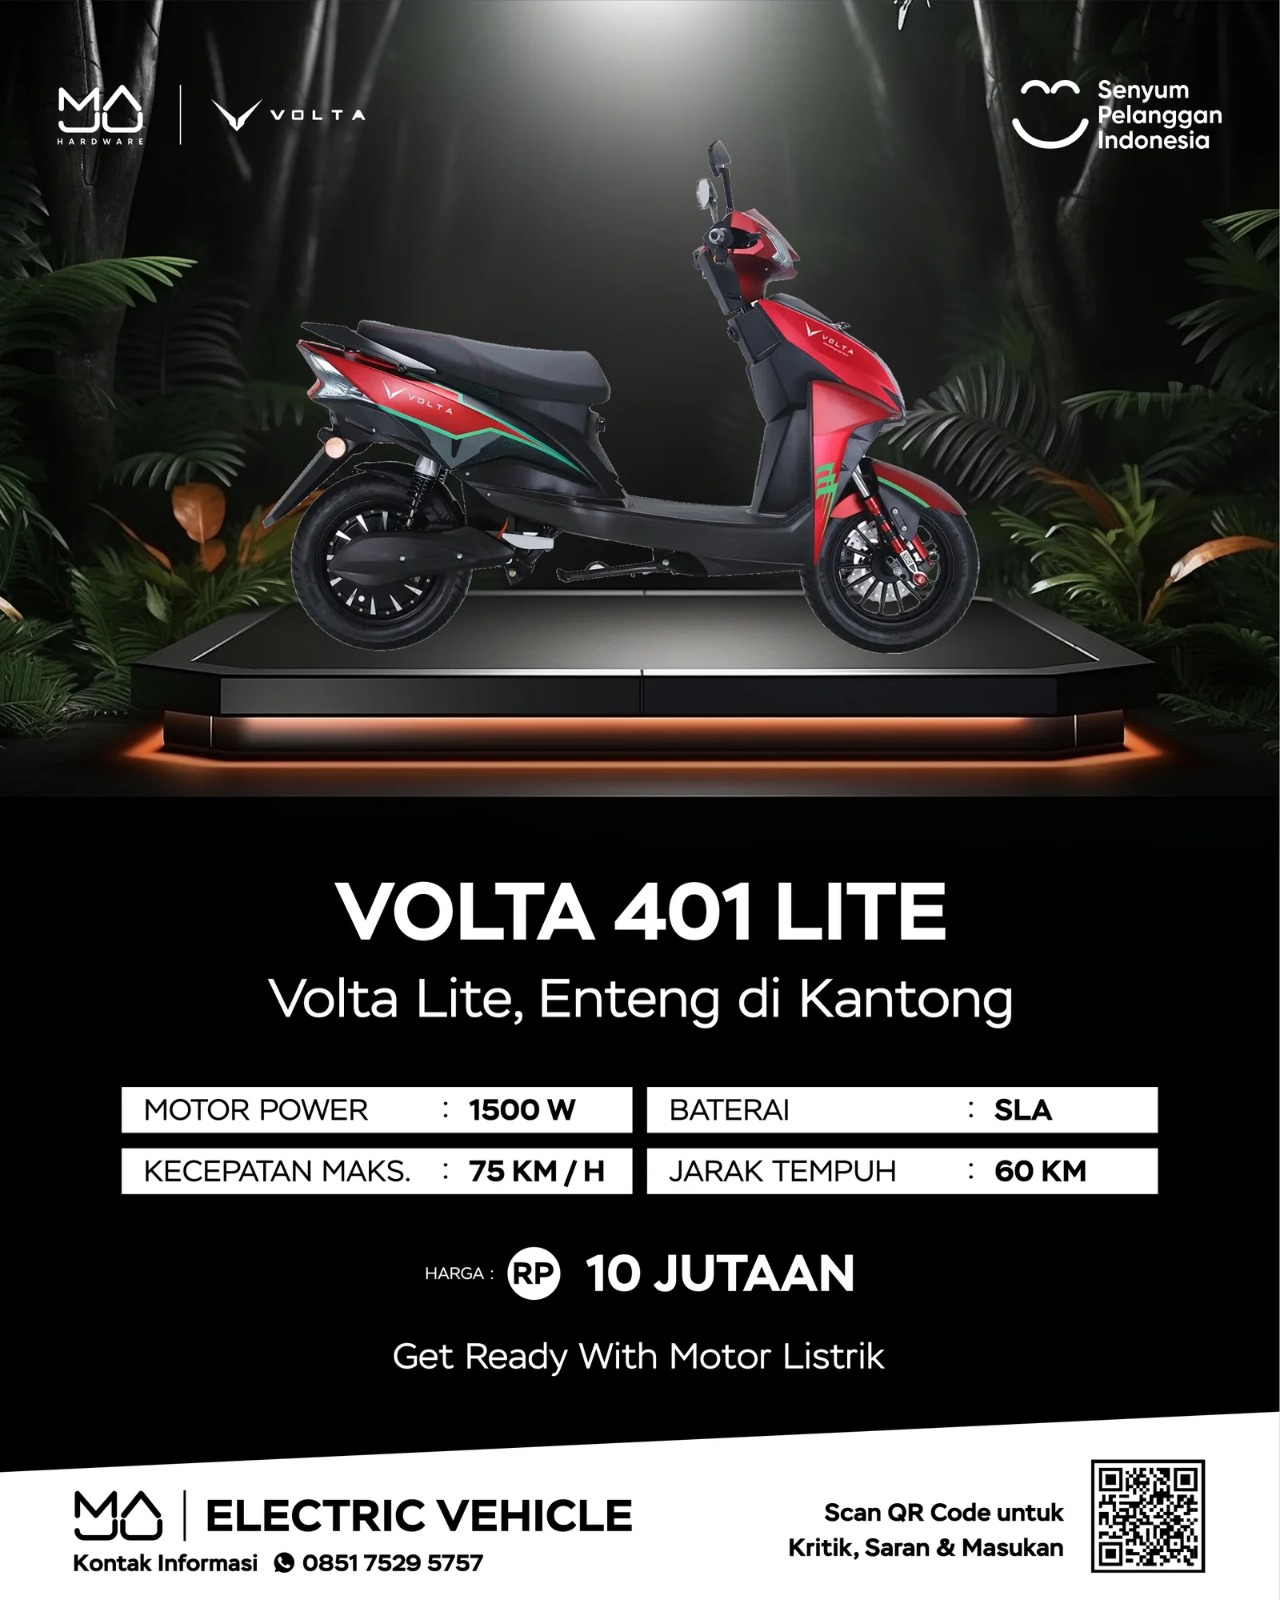 MAJU
HARDWARE
VOLTA
Senyum
Pelanggan
Indonesia
VOLTA
VOLTA
VOLTA 401 LITE
Volta Lite, Enteng di Kantong
MOTOR POWER : 1500 W
BATERAI : SLA
KECEPATAN MAKS. : 75 KM / H
JARAK TEMPUH : 60 KM
HARGA : RP 10 JUTAAN
Get Ready With Motor Listrik
MAJU ELECTRIC VEHICLE
Kontak Informasi 0851 7529 5757
Scan QR Code untuk
Kritik, Saran & Masukan